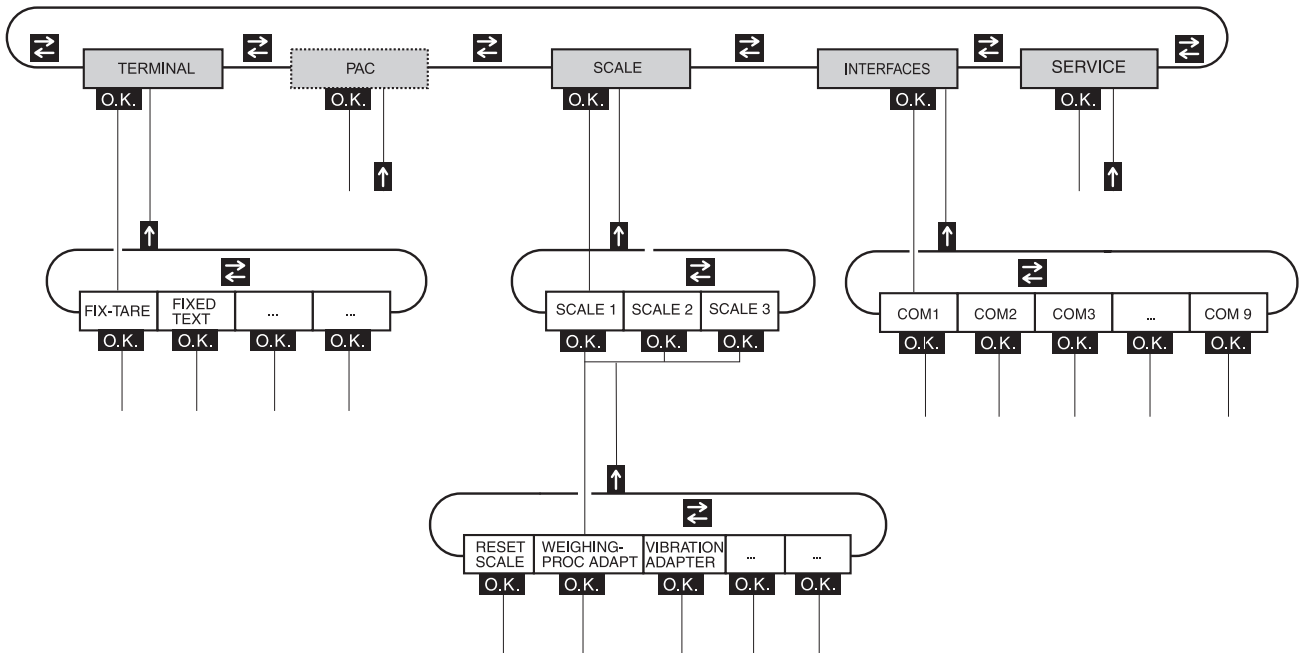 TERMINAL
PAC
SCALE
INTERFACES
SERVICE
O.K.
O.K.
O.K.
O.K.
O.K.
FIX-TARE
FIXED
TEXT
...
...
O.K.
O.K.
O.K.
O.K.
SCALE 1
SCALE 2
SCALE 3
O.K.
O.K.
O.K.
COM1
COM2
COM3
...
COM 9
O.K.
O.K.
O.K.
O.K.
O.K.
RESET
SCALE
WEIGHING-
PROC ADAPT
VIBRATION
ADAPTER
...
...
O.K.
O.K.
O.K.
O.K.
O.K.